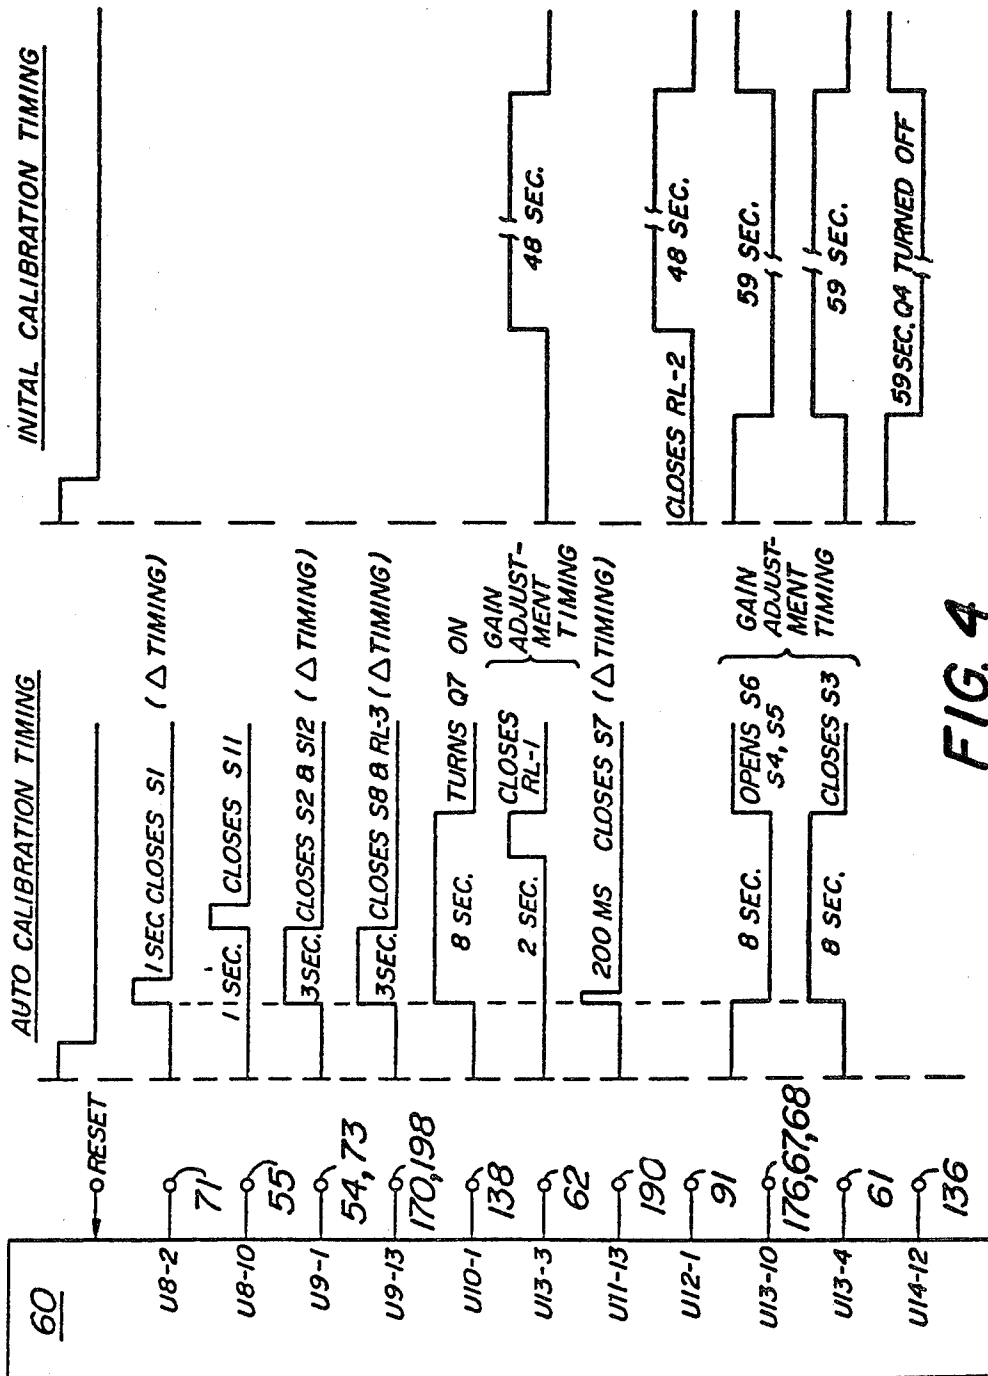 AUTO CALIBRATION TIMING
INITAL CALIBRATION TIMING
60
RESET
U8-2
71
1 SEC. CLOSES S1 (Δ TIMING)
U8-10
55
1 SEC. CLOSES S11
U9-1
54, 73
3 SEC. CLOSES S2 & S12 (Δ TIMING)
U9-13
170, 198
3 SEC. CLOSES S8 & RL-3 (Δ TIMING)
U10-1
138
8 SEC. TURNS Q7 ON
U13-3
62
2 SEC. CLOSES
RL-1
GAIN
ADJUST-
MENT
TIMING
48 SEC.
U11-13
190
200 MS CLOSES S7 (Δ TIMING)
U12-1
91
CLOSES RL-2
48 SEC.
U13-10
176,67,68
8 SEC. OPENS S6
S4, S5
GAIN
ADJUST-
MENT
TIMING
59 SEC.
U13-4
61
8 SEC. CLOSES S3
59 SEC.
U14-12
136
59 SEC. Q4 TURNED OFF
FIG. 4